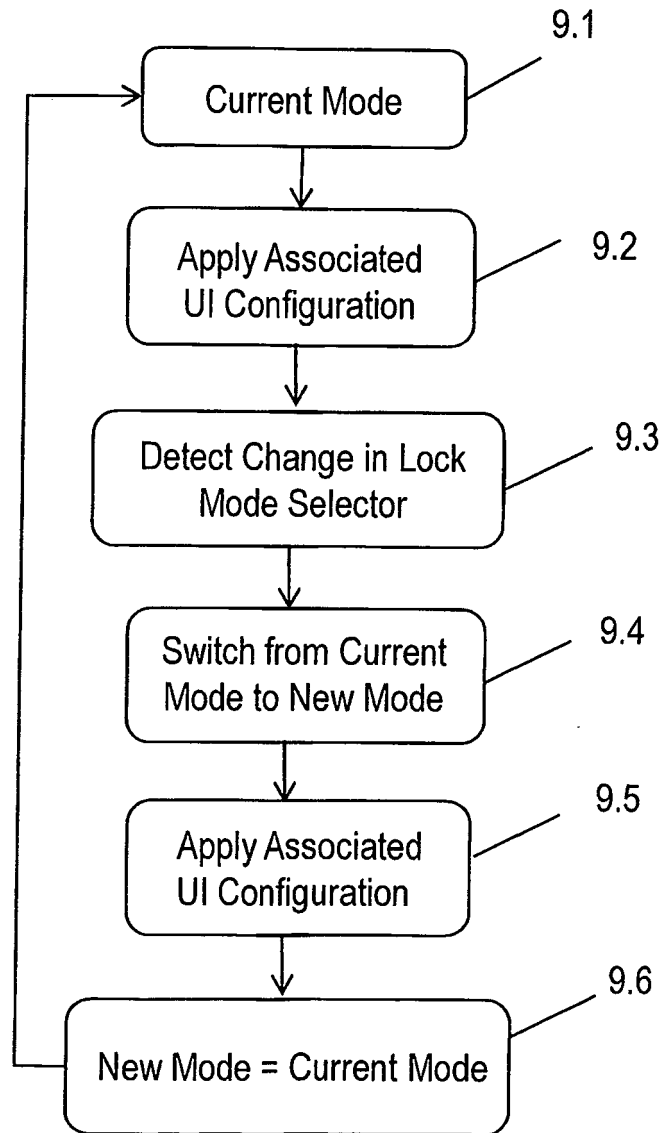 9.1
Current Mode
9.2
Apply Associated
UI Configuration
9.3
Detect Change in Lock
Mode Selector
9.4
Switch from Current
Mode to New Mode
9.5
Apply Associated
UI Configuration
9.6
New Mode = Current Mode